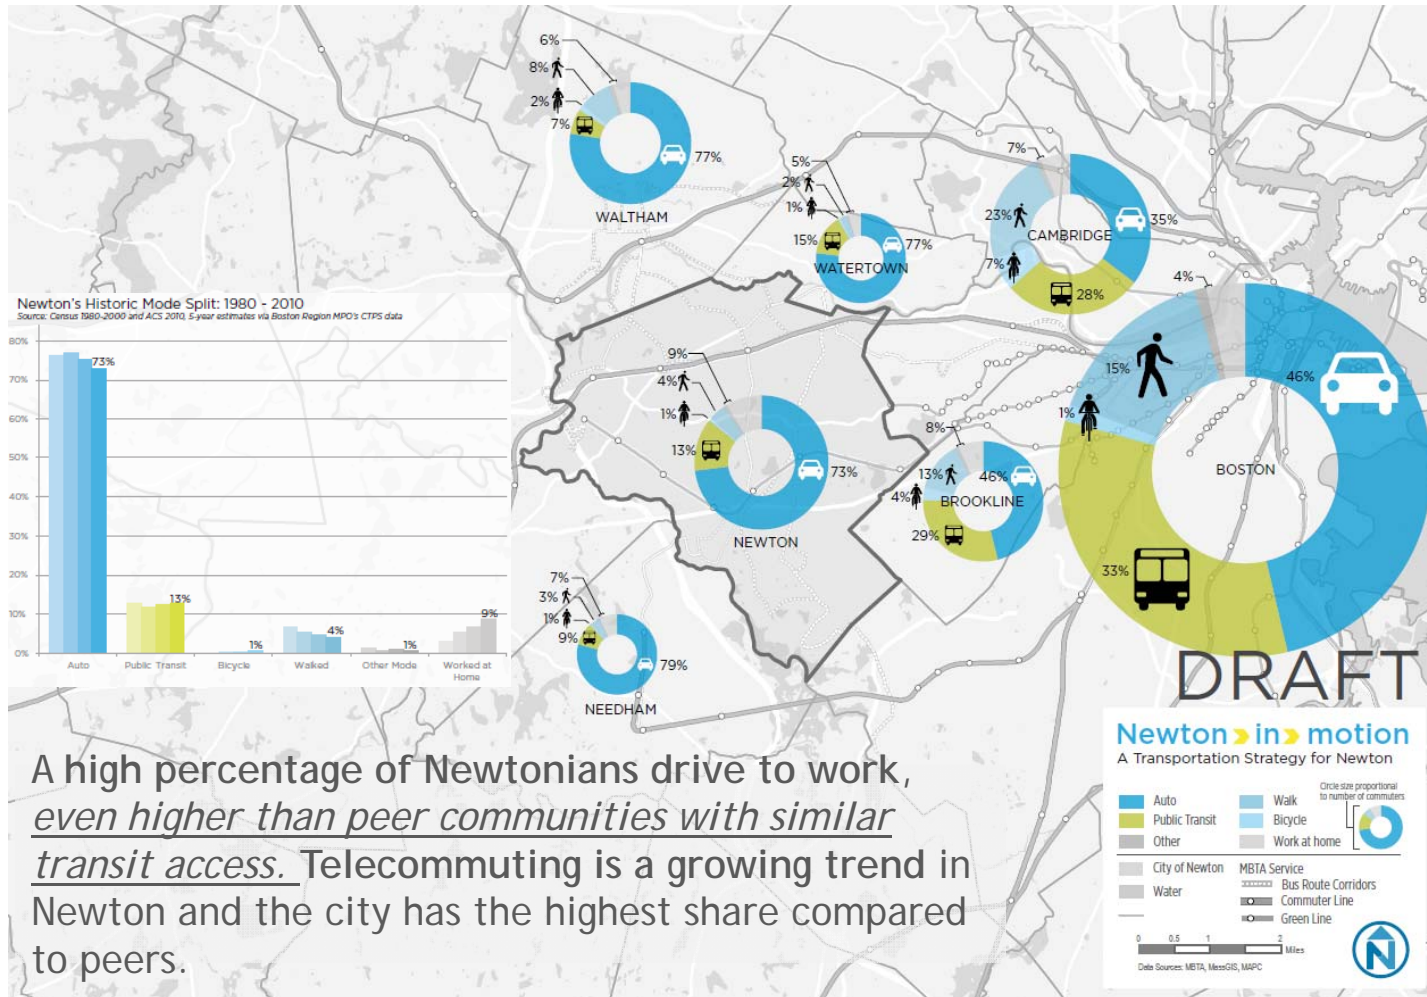 6%
8%
2%
7%
77%
WALTHAM
5%
2%
1%
15%
77%
WATERTOWN
7%
23%
35%
CAMBRIDGE
7%
28%
4%
15%
46%
1%
BOSTON
33%
Newton's Historic Mode Split: 1980 - 2010
Source: Census 1980-2000 and ACS 2010, 5-year estimates via Boston Region MPO's CTPS data
80%
70%
60%
50%
40%
30%
20%
10%
0%
73%
13%
1%
4%
1%
9%
Auto
Public Transit
Bicycle
Walked
Other Mode
Worked at
Home
9%
4%
1%
13%
73%
NEWTON
8%
13%
46%
4%
BROOKLINE
29%
7%
3%
1%
9%
79%
NEEDHAM
DRAFT
A high percentage of Newtonians drive to work,
even higher than peer communities with similar
transit access. Telecommuting is a growing trend in
Newton and the city has the highest share compared
to peers.
Newton in motion
A Transportation Strategy for Newton
Circle size proportional
to number of commuters
Auto
Public Transit
Other
Walk
Bicycle
Work at home
City of Newton
Water
MBTA Service
Bus Route Corridors
Commuter Line
Green Line
0 0.5 1 2
Miles
Data Sources: MBTA, MassGIS, MAPC
N